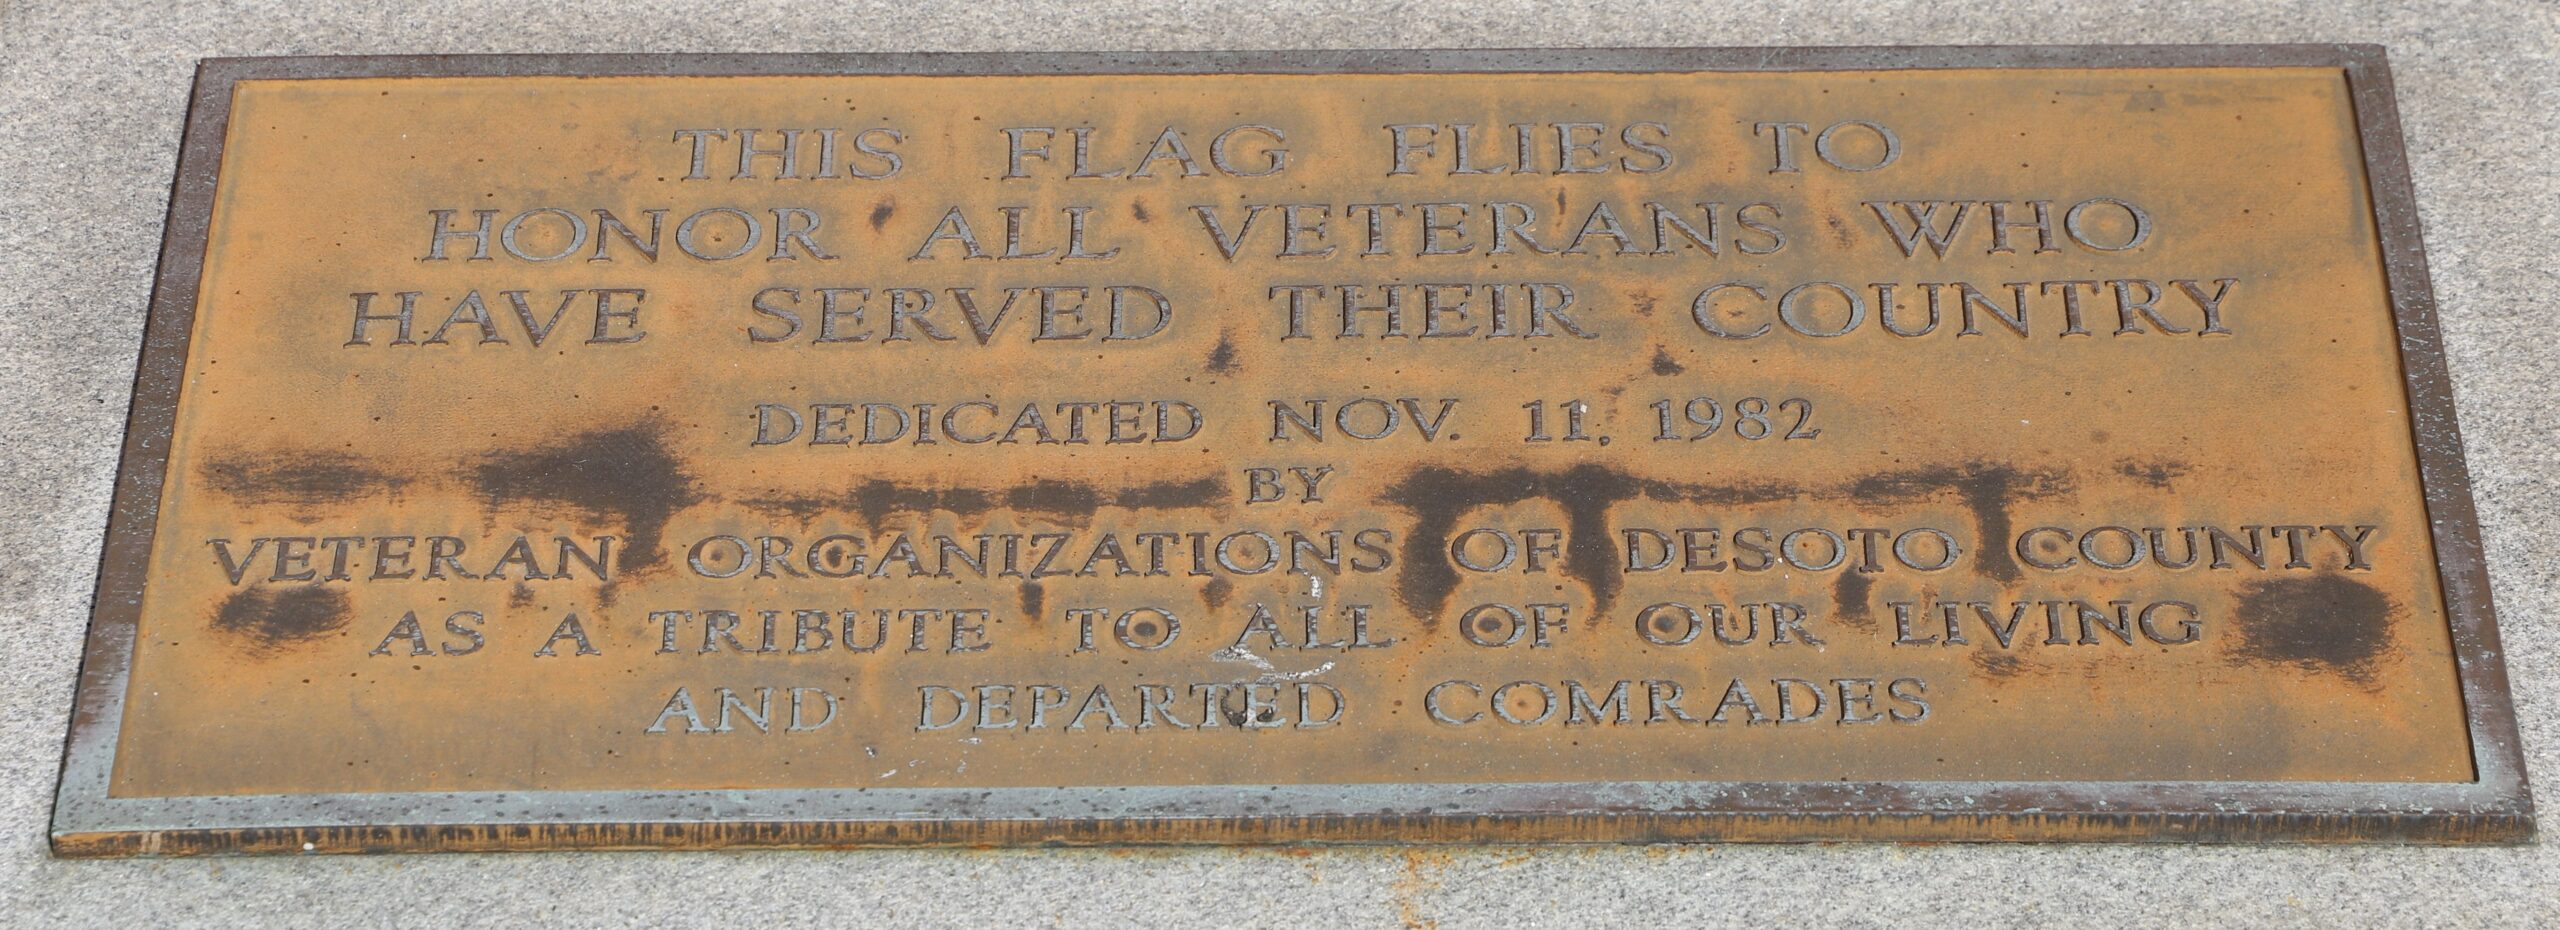 THIS FLAG FLIES TO
HONOR ALL VETERANS WHO
HAVE SERVED THEIR COUNTRY
DEDICATED NOV. 11, 1982
BY
VETERAN ORGANIZATIONS OF DESOTO COUNTY
AS A TRIBUTE TO ALL OF OUR LIVING
AND DEPARTED COMRADES